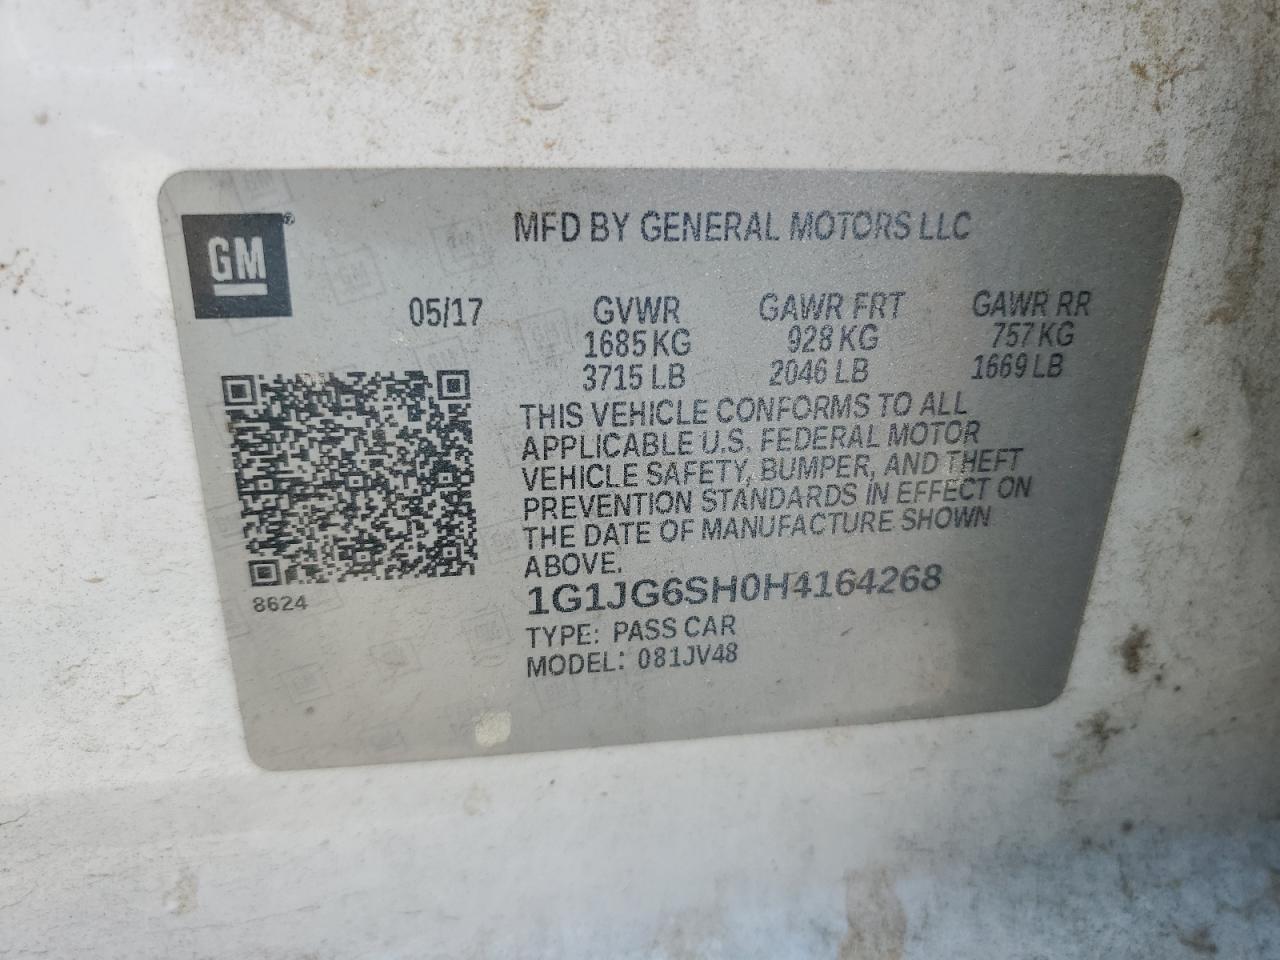 GM®
MFD BY GENERAL MOTORS LLC
05/17 GVWR GAWR FRT GAWR RR
1685 KG 928 KG 757 KG
3715 LB 2046 LB 1669 LB
THIS VEHICLE CONFORMS TO ALL
APPLICABLE U.S. FEDERAL MOTOR
VEHICLE SAFETY, BUMPER, AND THEFT
PREVENTION STANDARDS IN EFFECT ON
THE DATE OF MANUFACTURE SHOWN
ABOVE.
8624
1G1JG6SH0H4164268
TYPE: PASS CAR
MODEL: 081JV48